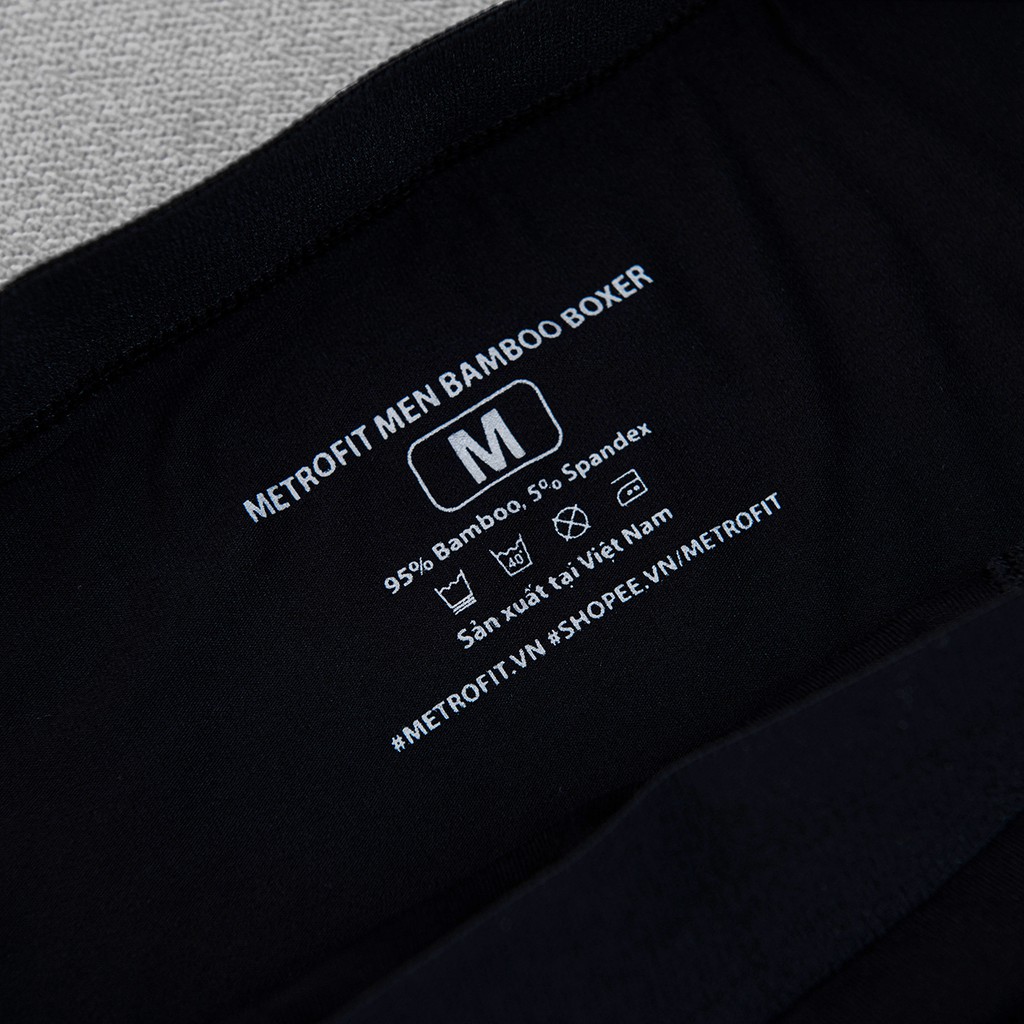 METROFIT MEN BAMBOO BOXER
M
95% Bamboo, 5% Spandex
40°
Sản xuất tại Việt Nam
#METROFIT.VN #SHOPEE.VN/METROFIT